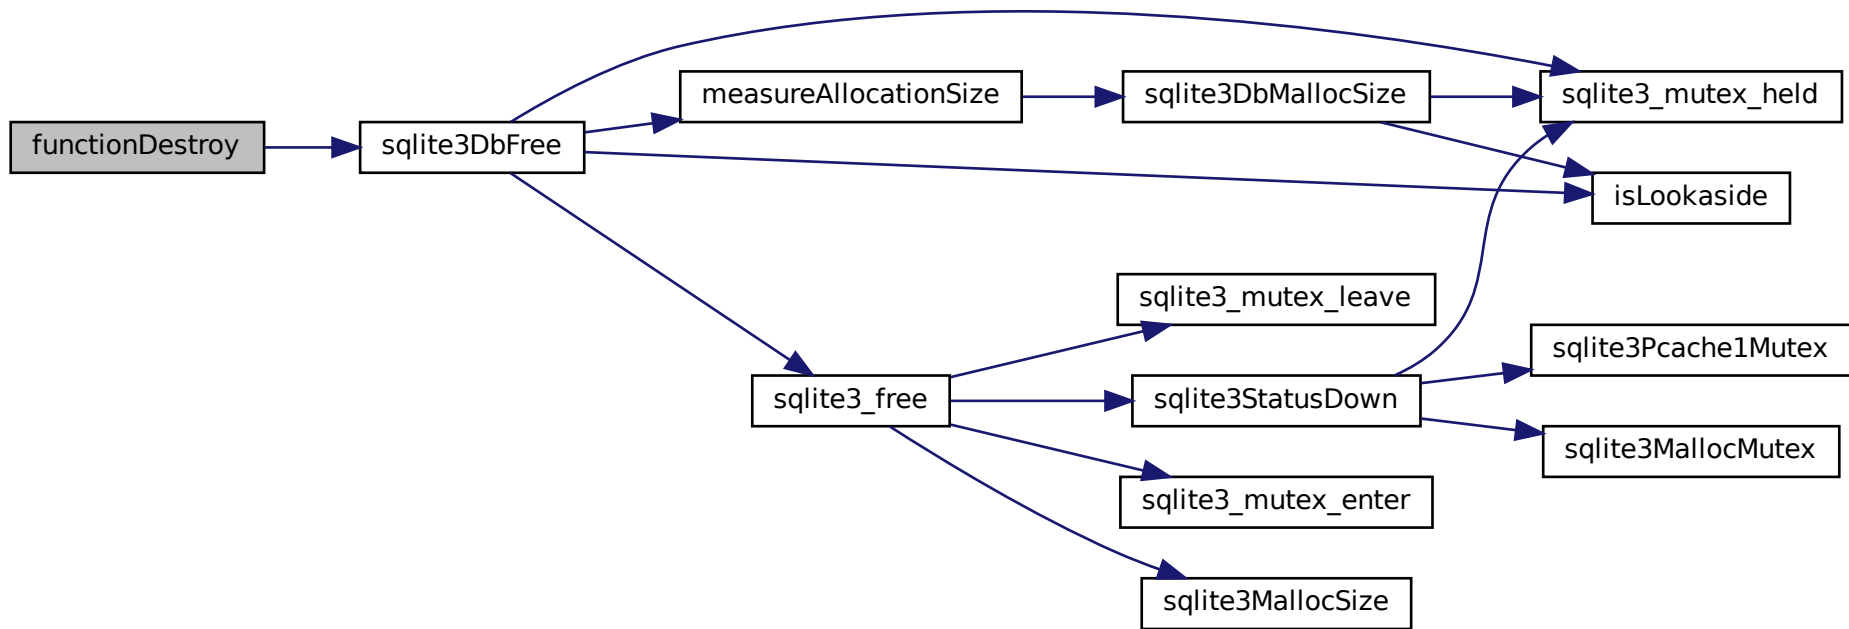 functionDestroy
sqlite3DbFree
measureAllocationSize
sqlite3DbMallocSize
sqlite3_mutex_held
isLookaside
sqlite3_free
sqlite3_mutex_leave
sqlite3StatusDown
sqlite3Pcache1Mutex
sqlite3MallocMutex
sqlite3_mutex_enter
sqlite3MallocSize